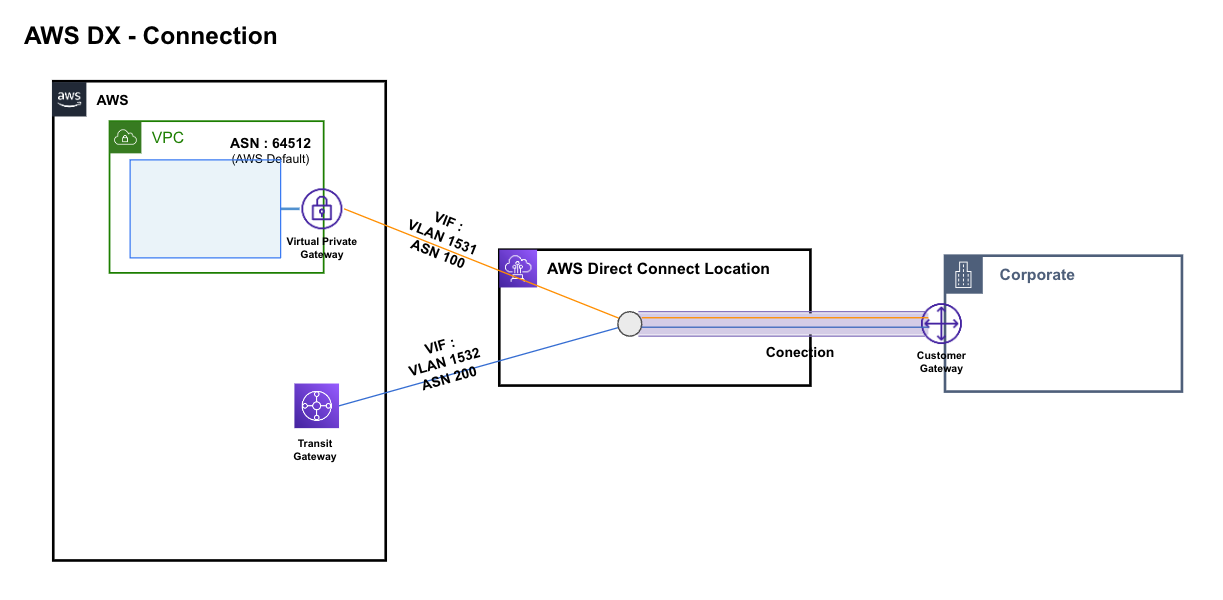 AWS DX - Connection
aws
AWS
VPC
ASN : 64512
(AWS Default)
Virtual Private
Gateway
VIF :
VLAN 1531
ASN 100
AWS Direct Connect Location
Corporate
Conection
Customer
Gateway
VIF :
VLAN 1532
ASN 200
Transit
Gateway